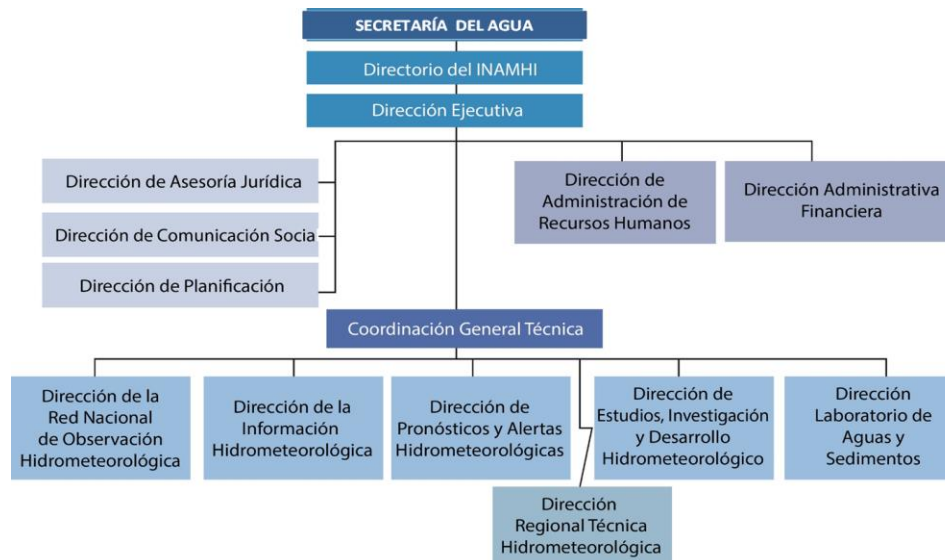 SECRETARÍA DEL AGUA
Directorio del INAMHI
Dirección Ejecutiva
Dirección de Asesoría Jurídica
Dirección de Comunicación Socia
Dirección de Planificación
Dirección de
Administración de
Recursos Humanos
Dirección Administrativa
Financiera
Coordinación General Técnica
Dirección de la
Red Nacional
de Observación
Hidrometeorológica
Dirección de la
Información
Hidrometeorológica
Dirección de
Pronósticos y Alertas
Hidrometeorológicas
Dirección de
Estudios, Investigación
y Desarrollo
Hidrometeorológico
Dirección
Laboratorio de
Aguas y
Sedimentos
Dirección
Regional Técnica
Hidrometeorológica